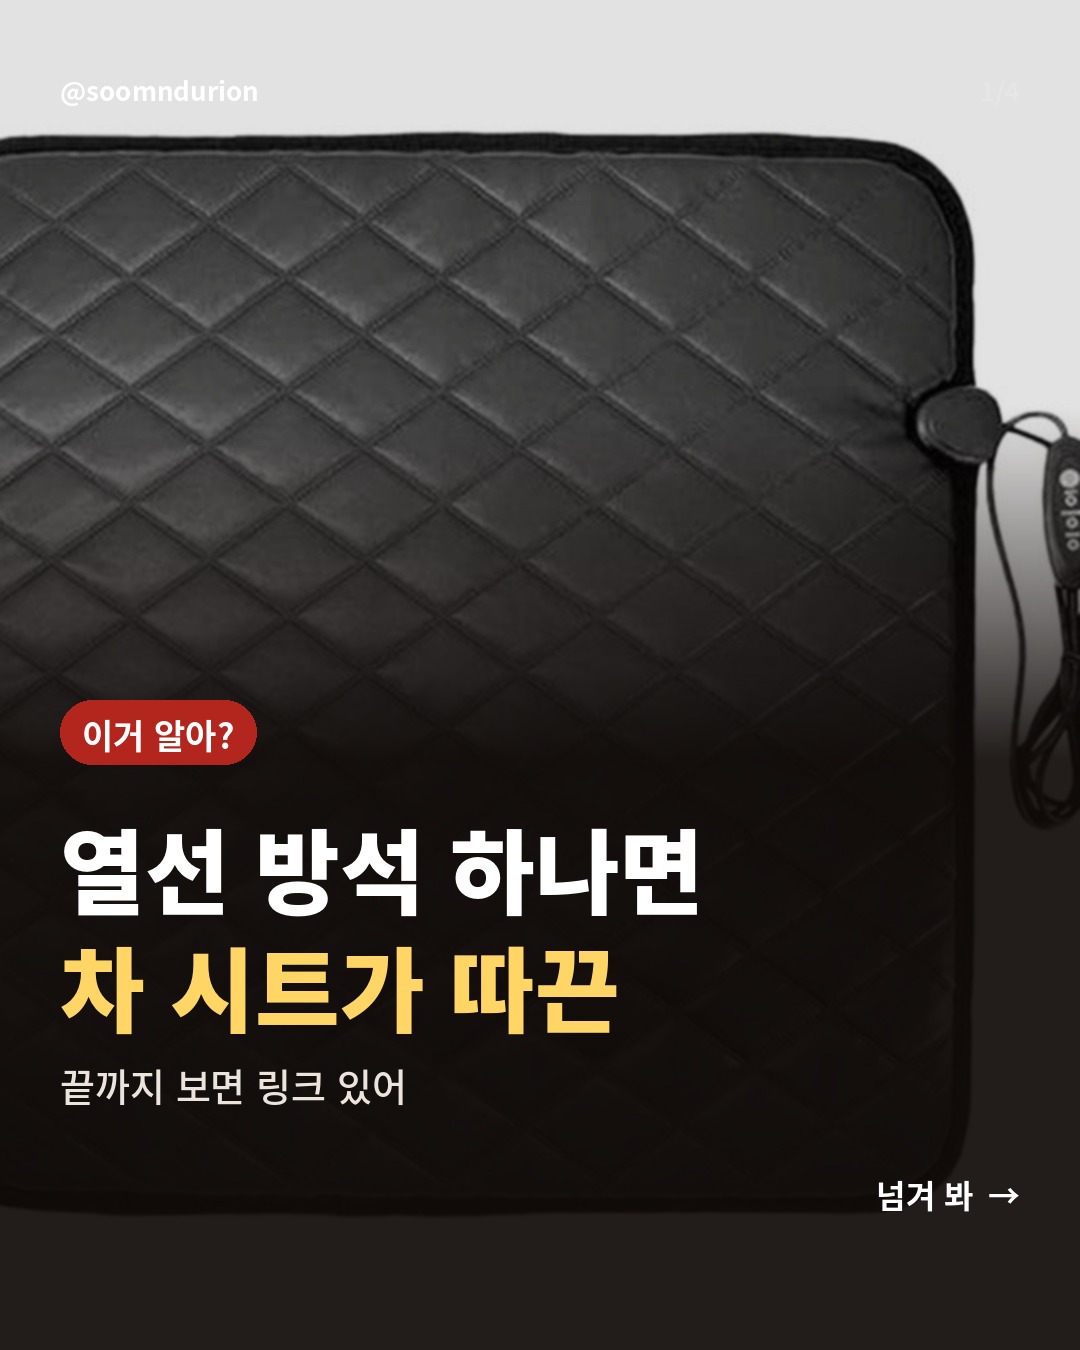 @soomndurion
1/4
이거 알아?
열선 방석 하나면
차 시트가 따끈
끝까지 보면 링크 있어
넘겨 봐 →